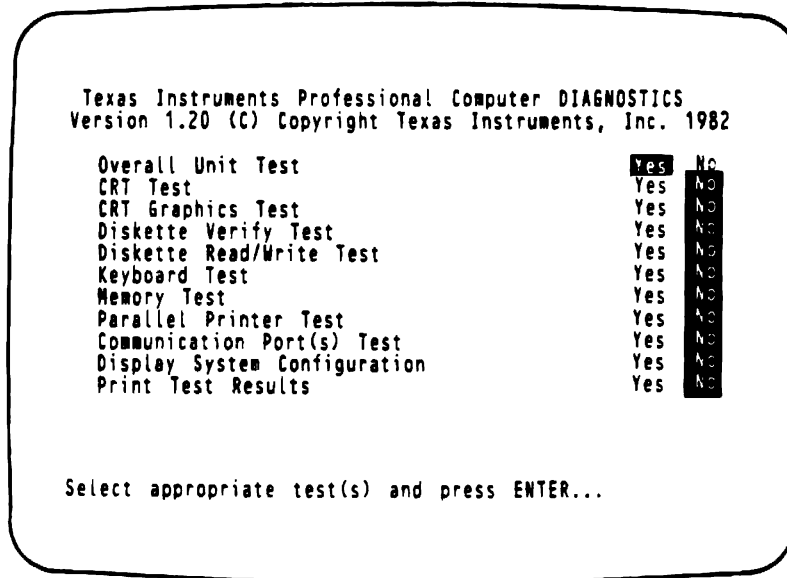 Texas Instruments Professional Computer DIAGNOSTICS
Version 1.20 (C) Copyright Texas Instruments, Inc. 1982
Overall Unit Test Yes No
CRT Test Yes No
CRT Graphics Test Yes No
Diskette Verify Test Yes No
Diskette Read/Write Test Yes No
Keyboard Test Yes No
Memory Test Yes No
Parallel Printer Test Yes No
Communication Port(s) Test Yes No
Display System Configuration Yes No
Print Test Results Yes No
Select appropriate test(s) and press ENTER...